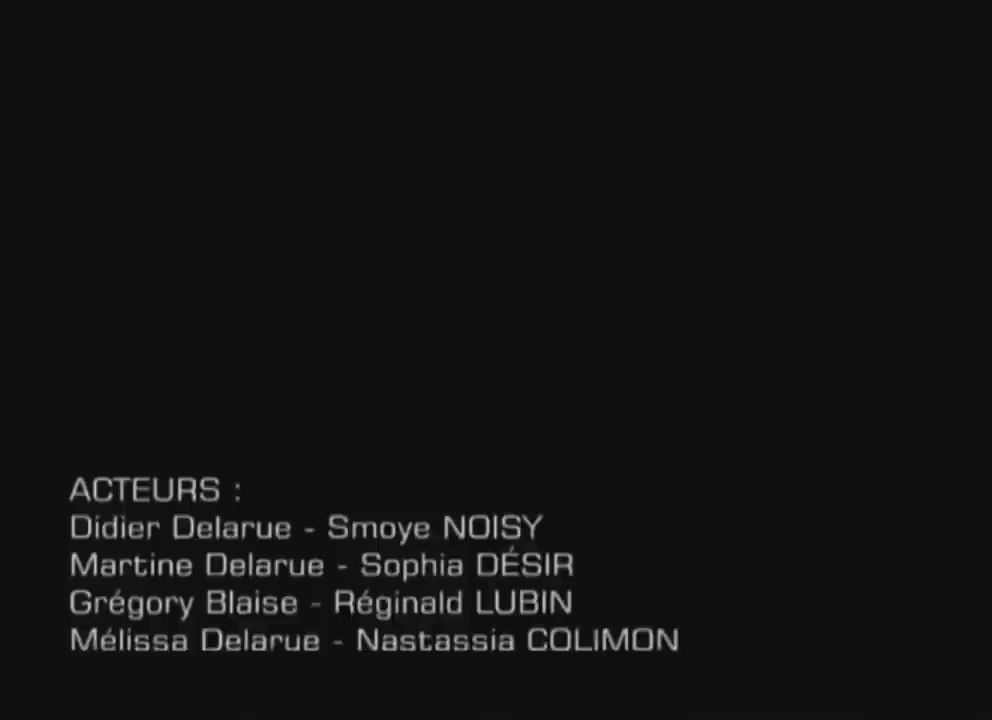 ACTEURS :
Didier Delarue - Smoye NOISY
Martine Delarue - Sophia DÉSIR
Grégory Blaise - Réginald LUBIN
Mélissa Delarue - Nastassia COLIMON